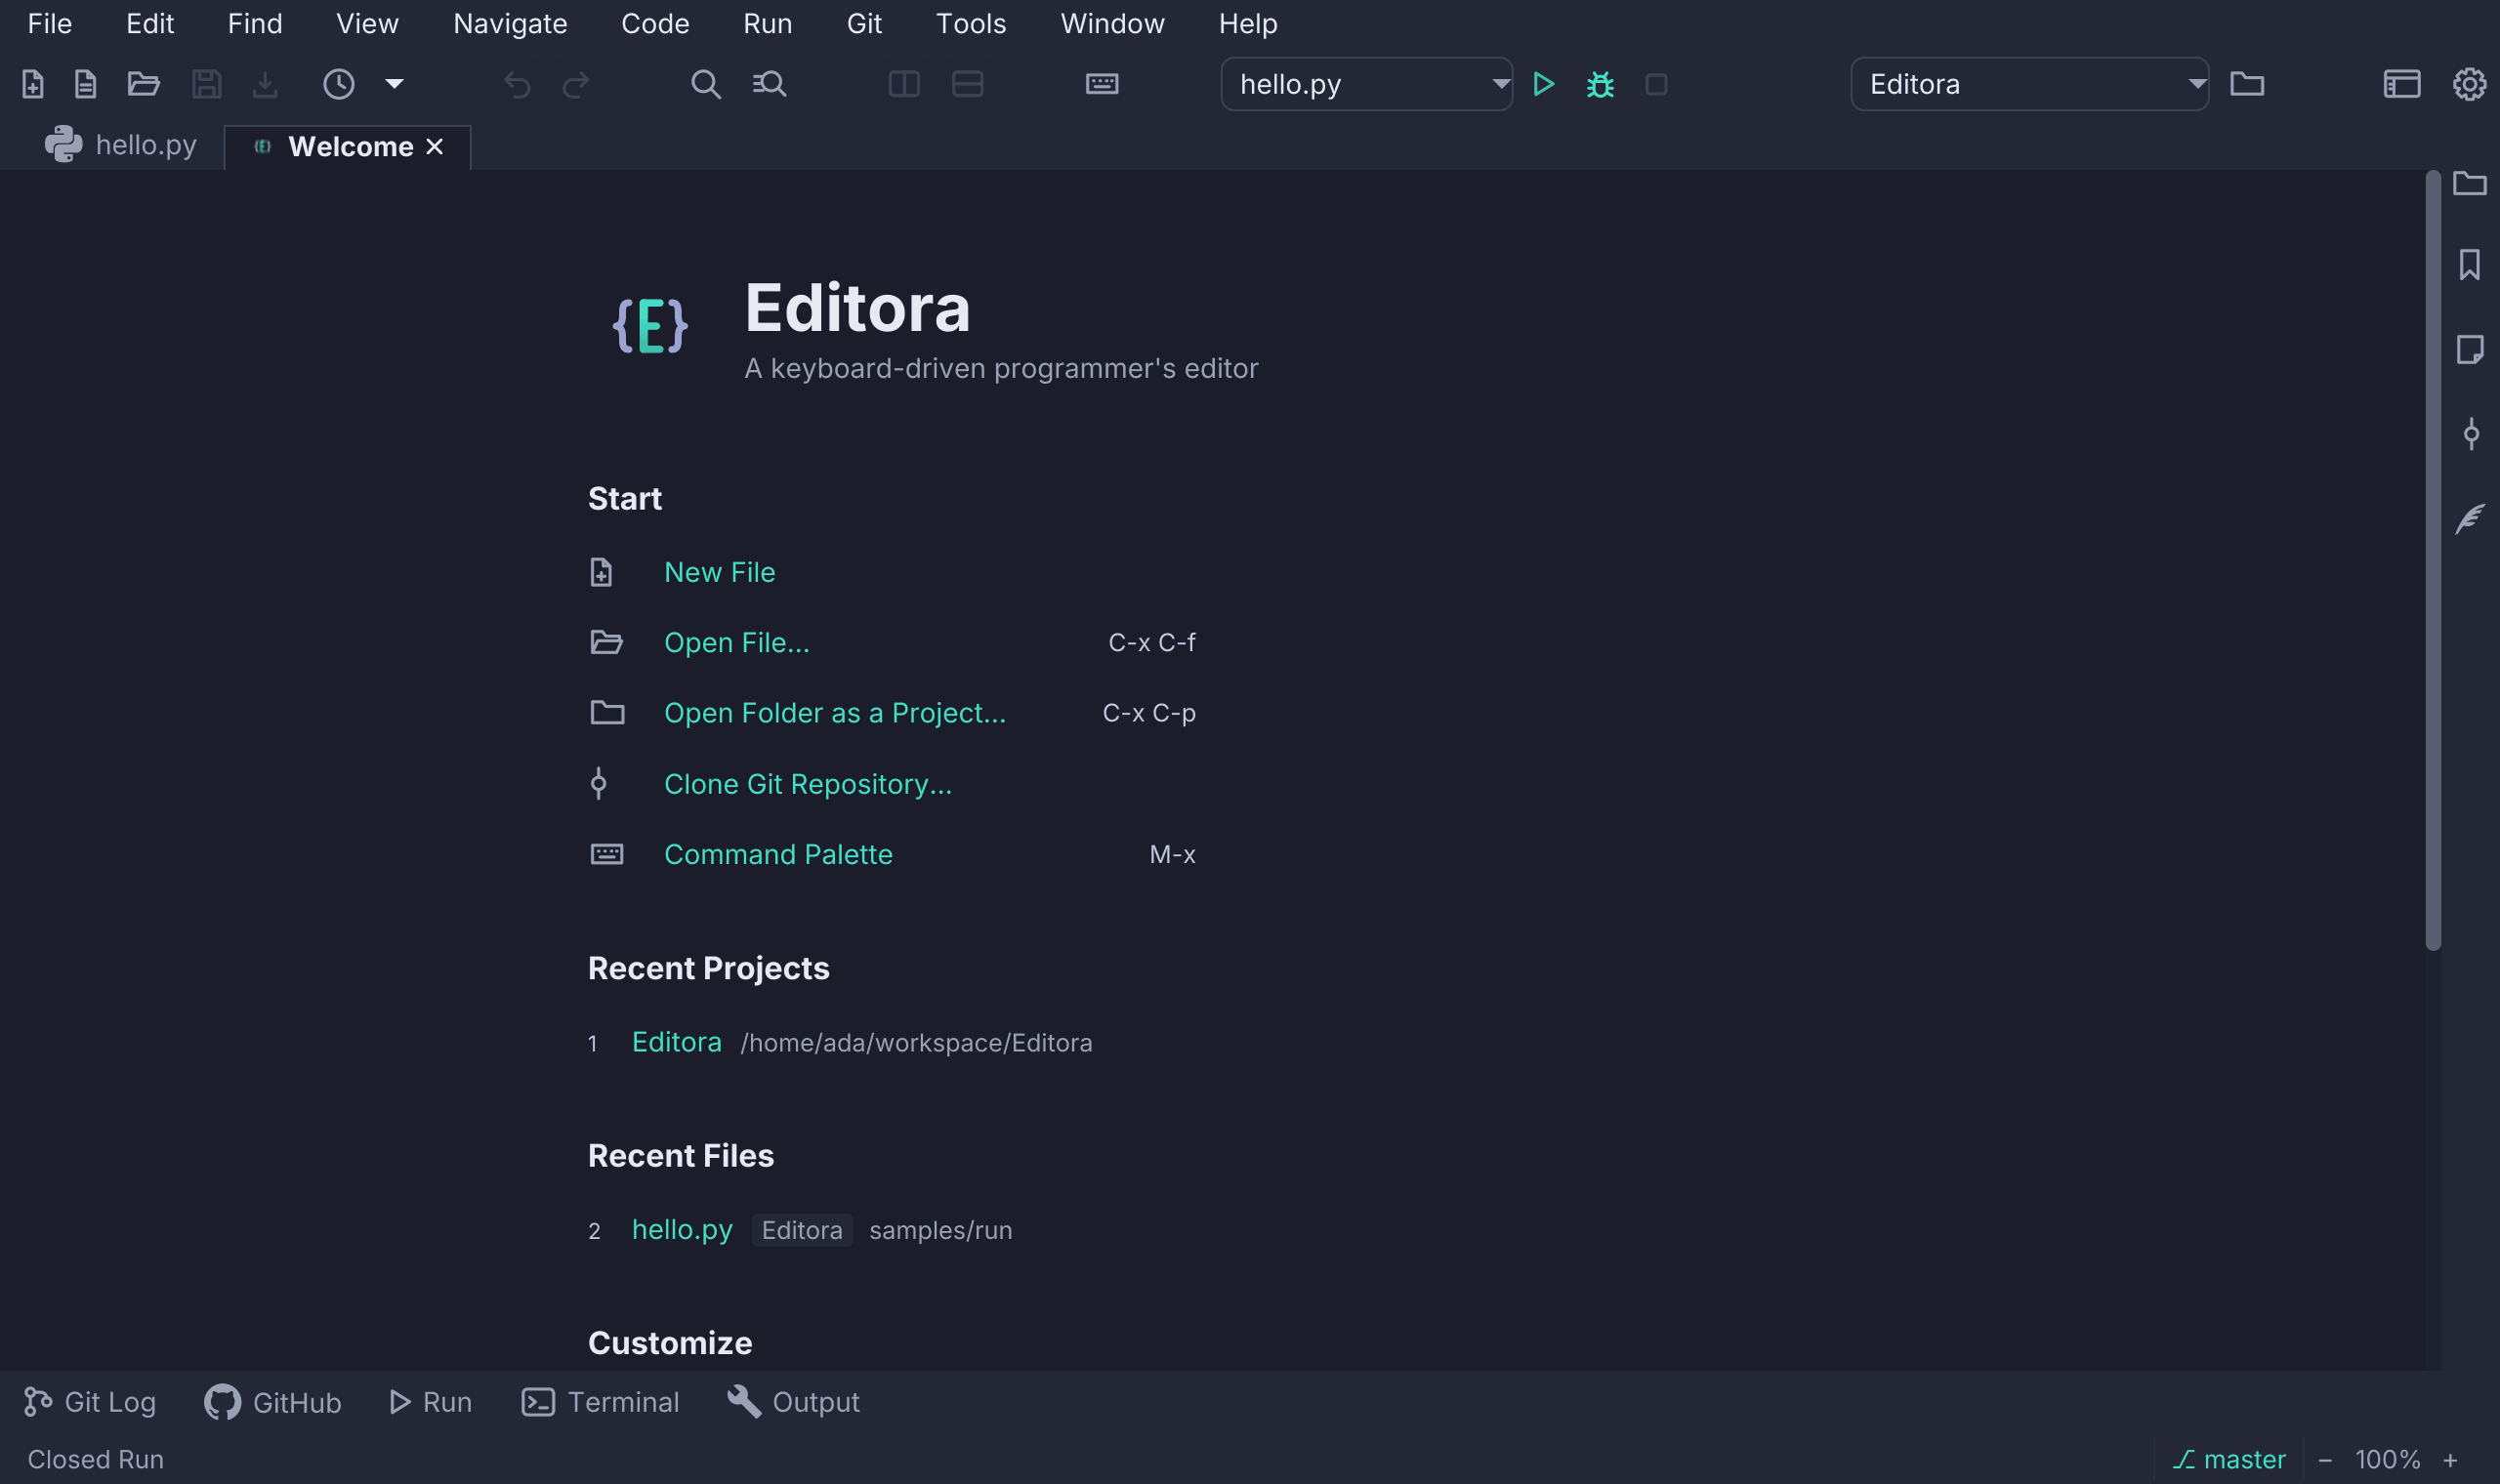 File Edit Find View Navigate Code Run Git Tools Window Help
hello.py Editora
hello.py Welcome
{E} Editora
A keyboard-driven programmer's editor
Start
New File
Open File... C-x C-f
Open Folder as a Project... C-x C-p
Clone Git Repository...
Command Palette M-x
Recent Projects
1 Editora /home/ada/workspace/Editora
Recent Files
2 hello.py Editora samples/run
Customize
Git Log GitHub Run Terminal Output
Closed Run master − 100% +